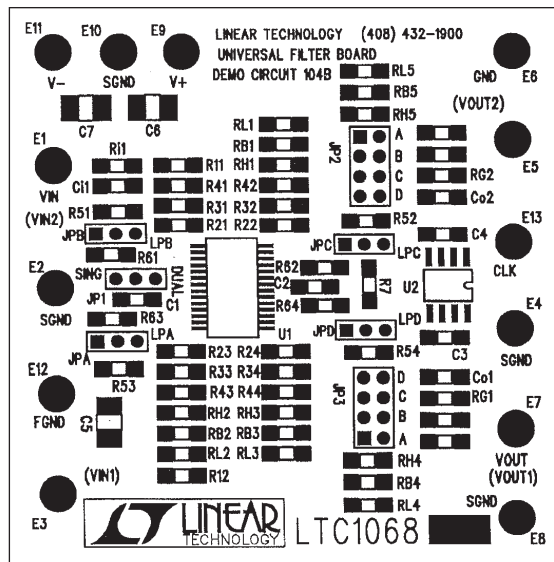 E11 E10 E9
LINEAR TECHNOLOGY (408) 432-1900
UNIVERSAL FILTER BOARD
DEMO CIRCUIT 104B
V- SGND V+
RL5
GND E6
RB5
(VOUT2)
RH5
C7 C6
RL1
E1
RB1
JP2 A
Ri1
R11 RH1
B
E5
Ci1
R41 R42
C
RG2
VIN
R51
R31 R32
D
Co2
(VIN2)
R21 R22
R52
E13
JPB LPB
JPC LPC
C4
R61
CLK
E2
SING DUAL
R62
C2
R7
U2
JP1 C1
R64
E4
SGND
R63
JPA LPA
U1
JPD LPD
C3
SGND
R23 R24
R54
E12
R53
R33 R34
JP3 D
Co1
R43 R44
C
RG1
FGND
C5
RH2 RH3
B
E7
RB2 RB3
A
RL2 RL3
RH4
VOUT
(VIN1)
R12
RB4
(VOUT1)
RL4
SGND
E3
LINEAR
TECHNOLOGY
LTC1068
E8